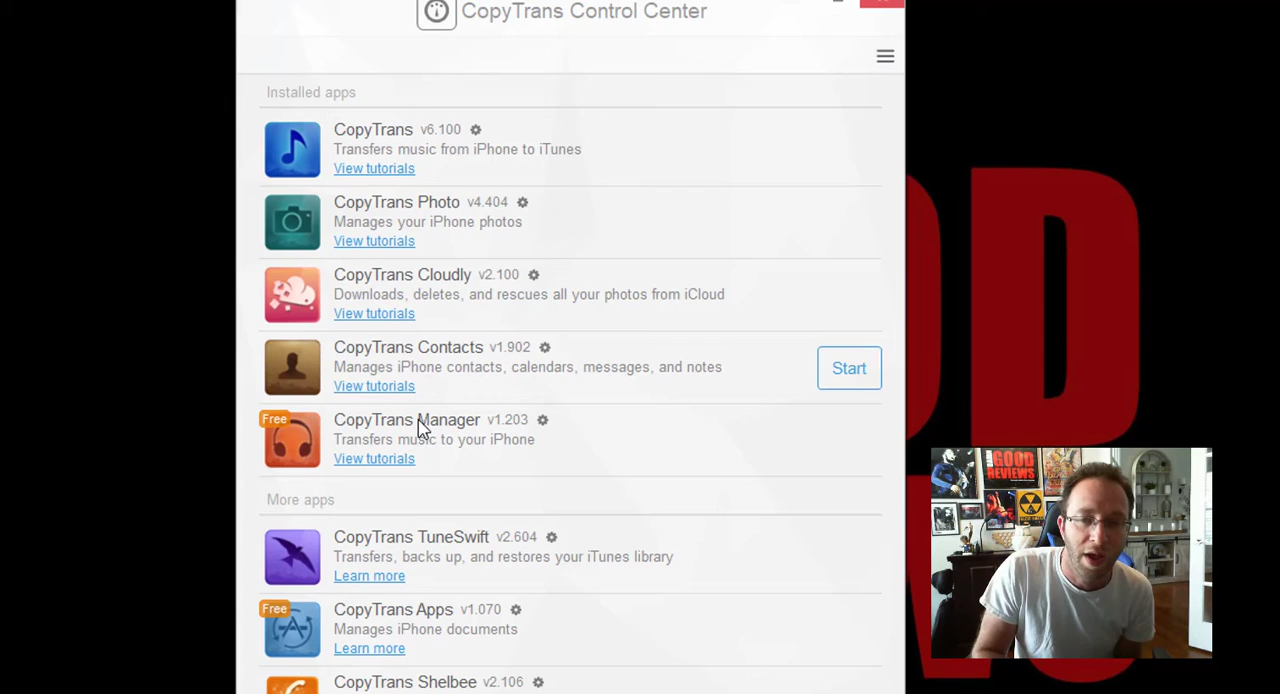 CopyTrans Control Center
Installed apps
CopyTrans v6.100
Transfers music from iPhone to iTunes
View tutorials
CopyTrans Photo v4.404
Manages your iPhone photos
View tutorials
CopyTrans Cloudly v2.100
Downloads, deletes, and rescues all your photos from iCloud
View tutorials
CopyTrans Contacts v1.902
Manages iPhone contacts, calendars, messages, and notes
View tutorials
Start
Free
CopyTrans Manager v1.203
Transfers music to your iPhone
View tutorials
More apps
CopyTrans TuneSwift v2.604
Transfers, backs up, and restores your iTunes library
Learn more
Free
CopyTrans Apps v1.070
Manages iPhone documents
Learn more
CopyTrans Shelbee v2.106
OD
GOOD
REVIEWS